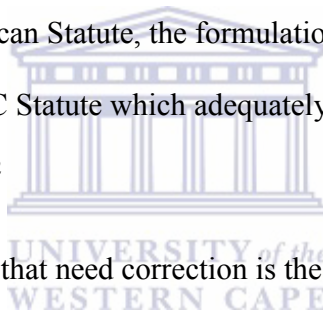 can Statute, the formulatio
C Statute which adequately
UNIVERSITY of the
that need correction is the
WESTERN CAPE